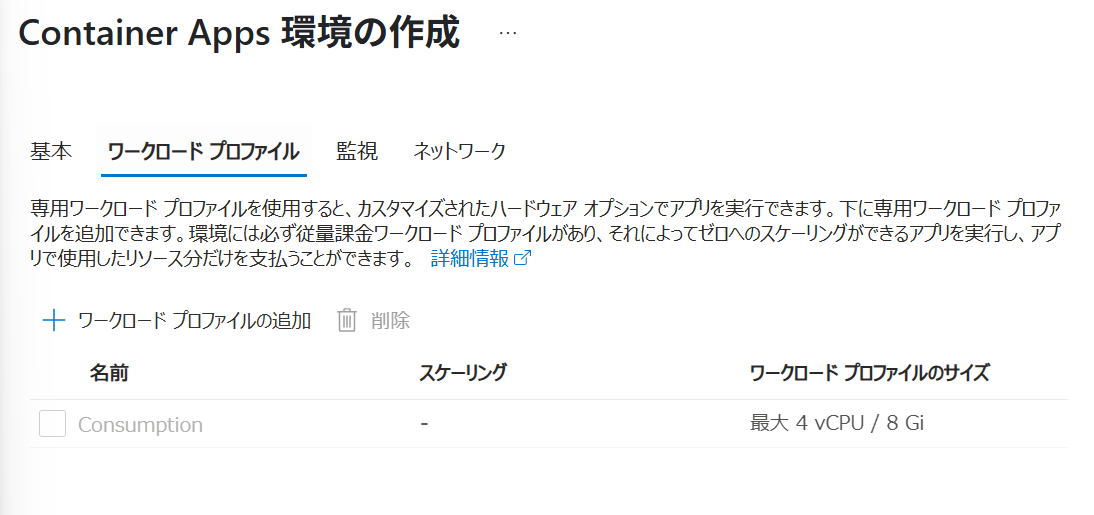 Container Apps 環境の作成 …
基本 ワークロード プロファイル 監視 ネットワーク
専用ワークロード プロファイルを使用すると、カスタマイズされたハードウェア オプションでアプリを実行できます。下に専用ワークロード プロファ
イルを追加できます。環境には必ず従量課金ワークロード プロファイルがあり、それによってゼロへのスケーリングができるアプリを実行し、アプ
リで使用したリソース分だけを支払うことができます。 詳細情報
ワークロード プロファイルの追加 削除
名前 スケーリング ワークロード プロファイルのサイズ
Consumption - 最大 4 vCPU / 8 Gi